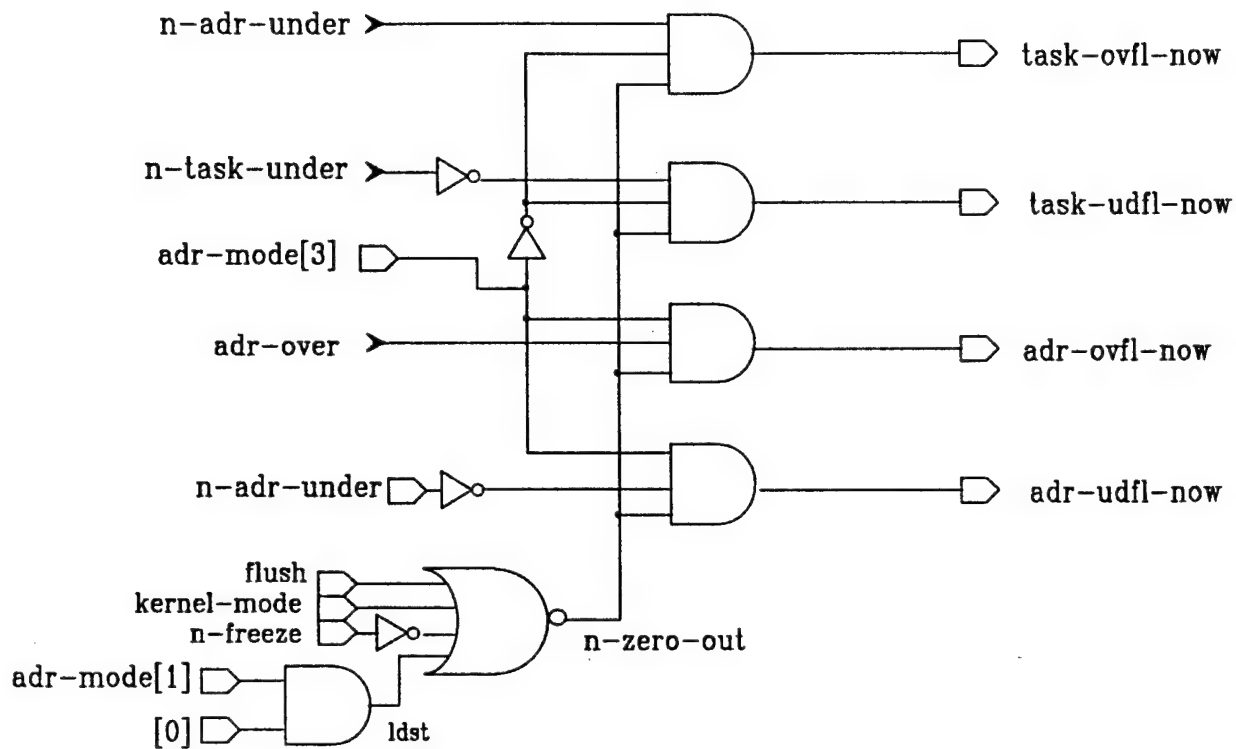 n-adr-under
task-ovfl-now
n-task-under
task-udfl-now
adr-mode[3]
adr-over
adr-ovfl-now
n-adr-under
adr-udfl-now
flush
kernel-mode
n-freeze
n-zero-out
adr-mode[1]
[0]
ldst